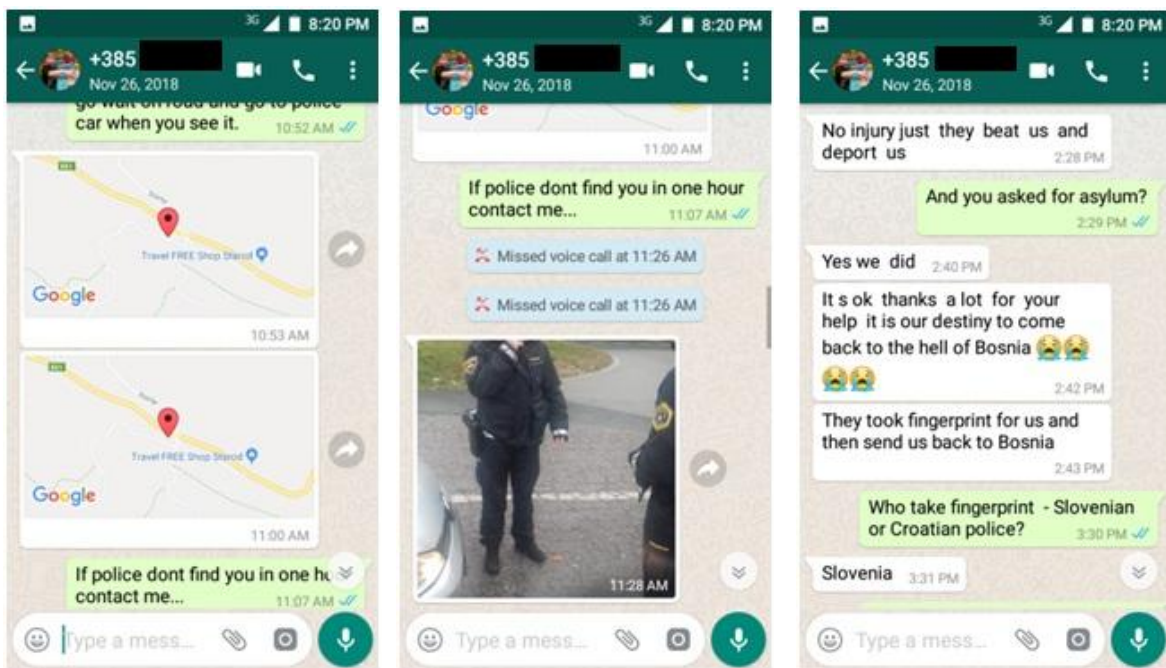 3G 8:20 PM
+385
Nov 26, 2018
go wait on road and go to police
car when you see it. 10:52 AM
Travel FREE Shop Starod
Google
10:53 AM
Travel FREE Shop Starod
Google
11:00 AM
If police dont find you in one
contact me... 11:07 AM
Type a mess...
3G 8:20 PM
+385
Nov 26, 2018
Google
11:00 AM
If police dont find you in one hour
contact me... 11:07 AM
Missed voice call at 11:26 AM
Missed voice call at 11:26 AM
11:28 AM
Type a mess...
3G 8:20 PM
+385
Nov 26, 2018
No injury just they beat us and
deport us 2:28 PM
And you asked for asylum?
2:29 PM
Yes we did 2:40 PM
It s ok thanks a lot for your
help it is our destiny to come
back to the hell of Bosnia 😭😭
😭😭 2:42 PM
They took fingerprint for us and
then send us back to Bosnia
2:43 PM
Who take fingerprint - Slovenian
or Croatian police? 3:30 PM
Slovenia 3:31 PM
Type a mess...